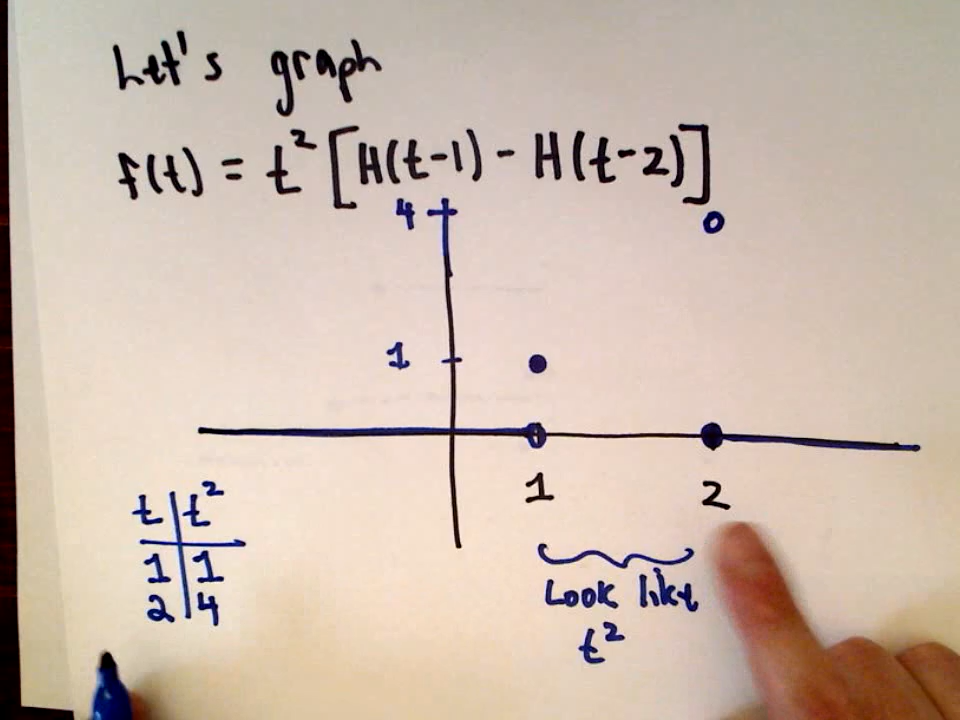 Let's graph
f(t) = t² [H(t-1) - H(t-2)]
4
1
1 2
t t²
1 1
2 4
Look like
t²